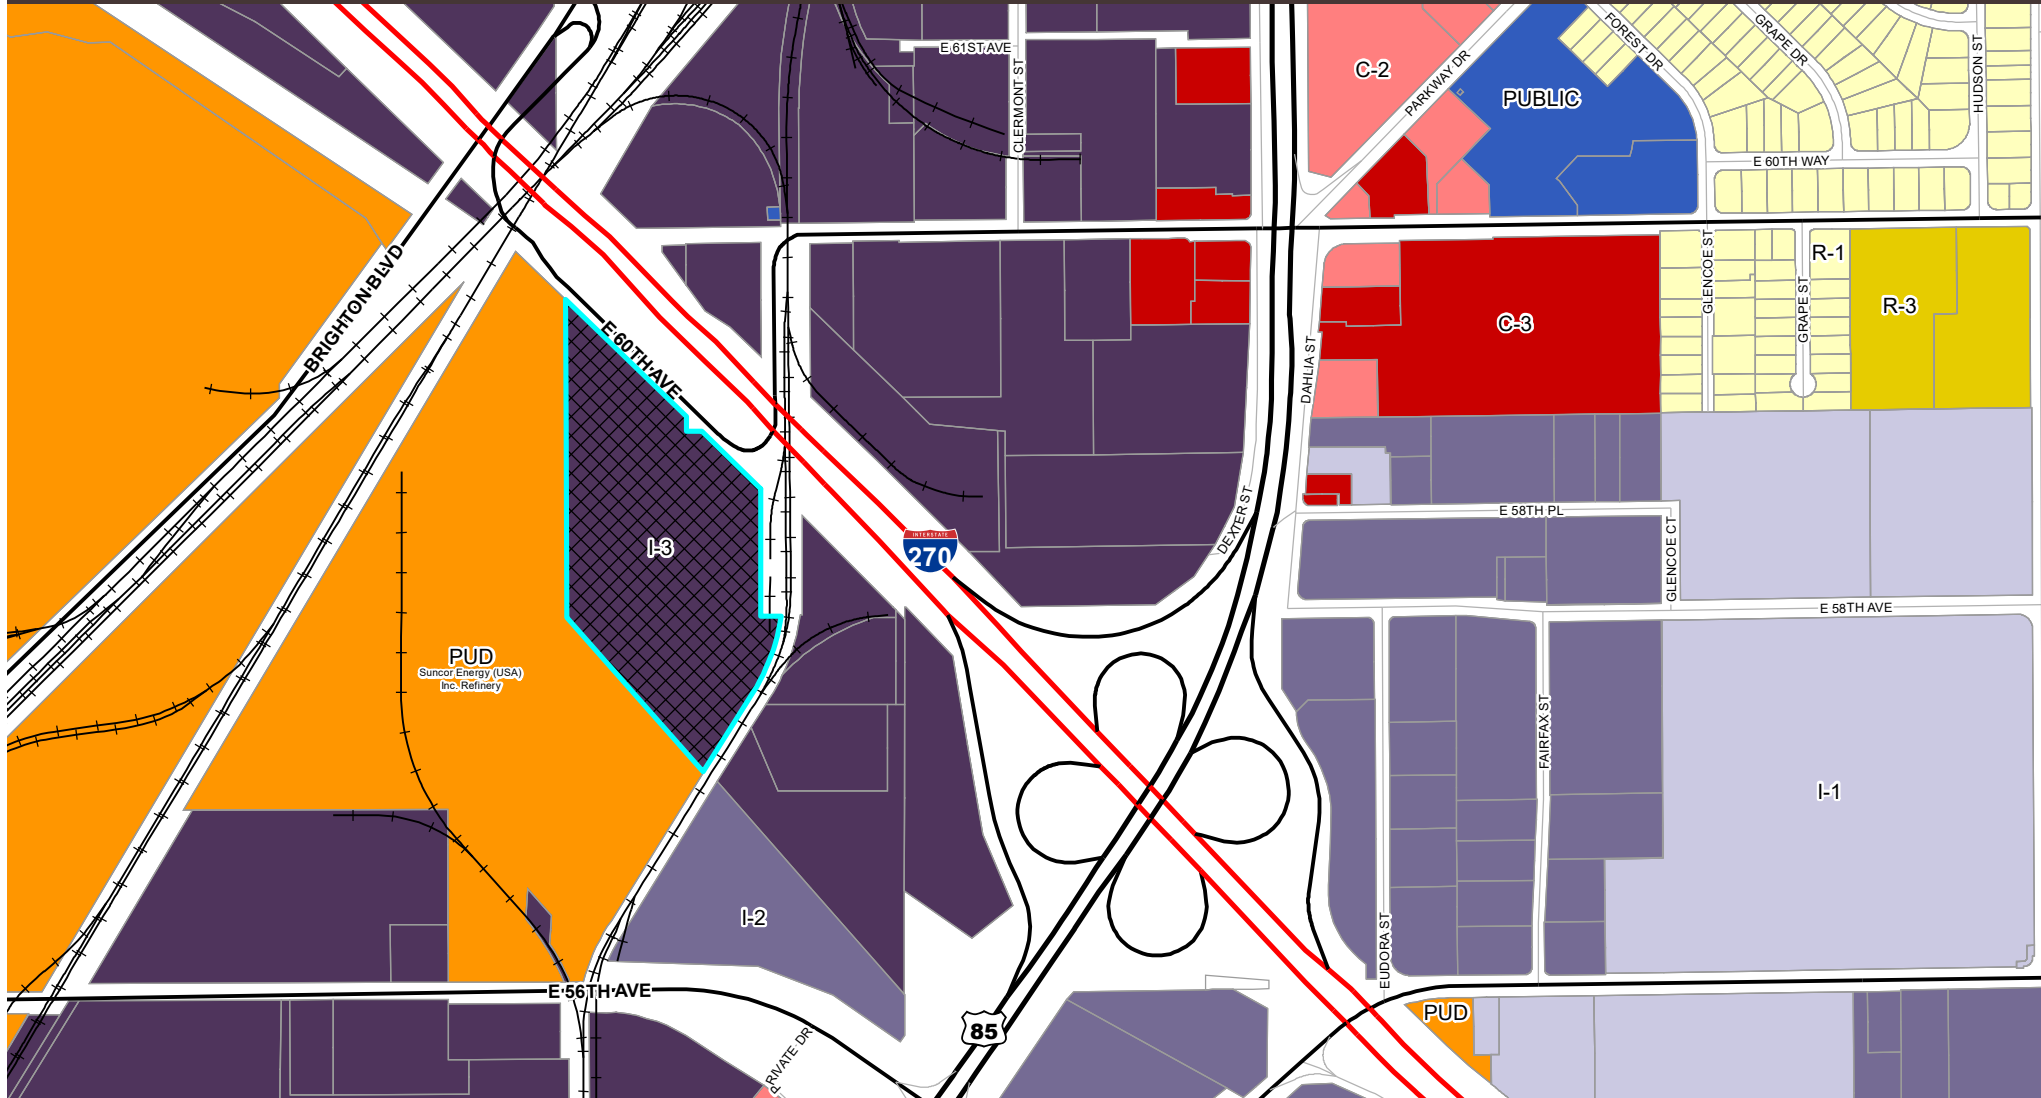 E 61ST AVE
CLERMONT ST
C-2
PARKWAY DR
PUBLIC
FOREST DR
GRAPE DR
HUDSON ST
E 60TH WAY
BRIGHTON BLVD
E 60TH AVE
DAHLIA ST
C-3
GLENCOE ST
GRAPE ST
R-1
R-3
I-3
INTERSTATE
270
DEXTER ST
E 58TH PL
GLENCOE CT
E 58TH AVE
PUD
Suncor Energy (USA)
Inc. Refinery
FAIRFAX ST
I-1
I-2
EUDORA ST
E 56TH AVE
PRIVATE DR
85
PUD